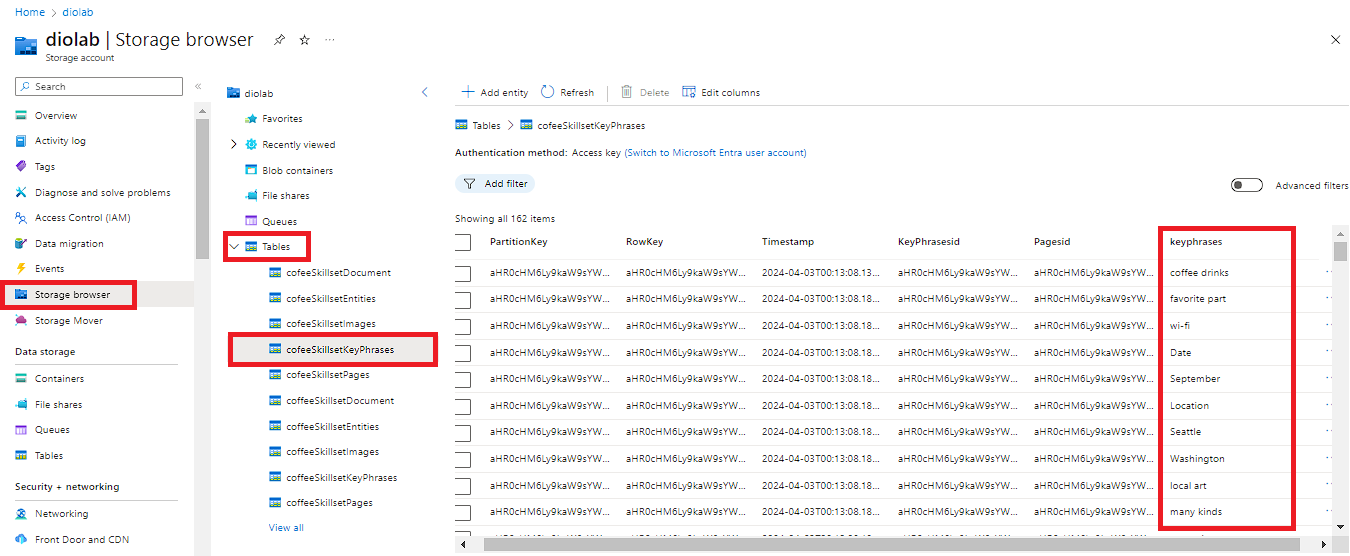 Home > diolab
diolab | Storage browser ...
Storage account
Search
Overview
Activity log
Tags
Diagnose and solve problems
Access Control (IAM)
Data migration
Events
Storage browser
Storage Mover
Data storage
Containers
File shares
Queues
Tables
Security + networking
Networking
Front Door and CDN
diolab
Favorites
Recently viewed
Blob containers
File shares
Queues
Tables
cofeeSkillsetDocument
cofeeSkillsetEntities
cofeeSkillsetImages
cofeeSkillsetKeyPhrases
cofeeSkillsetPages
coffeeSkillsetDocument
coffeeSkillsetEntities
coffeeSkillsetImages
coffeeSkillsetKeyPhrases
coffeeSkillsetPages
View all
Add entity Refresh Delete Edit columns
Tables > cofeeSkillsetKeyPhrases
Authentication method: Access key (Switch to Microsoft Entra user account)
Add filter
Advanced filters
Showing all 162 items
PartitionKey RowKey Timestamp KeyPhrasesid Pagesid keyphrases
aHR0cHM6Ly9kaW9sYW... aHR0cHM6Ly9kaW9sYW... 2024-04-03T00:13:08.13... aHR0cHM6Ly9kaW9sYW... aHR0cHM6Ly9kaW9sYW... coffee drinks
aHR0cHM6Ly9kaW9sYW... aHR0cHM6Ly9kaW9sYW... 2024-04-03T00:13:08.18... aHR0cHM6Ly9kaW9sYW... aHR0cHM6Ly9kaW9sYW... favorite part
aHR0cHM6Ly9kaW9sYW... aHR0cHM6Ly9kaW9sYW... 2024-04-03T00:13:08.18... aHR0cHM6Ly9kaW9sYW... aHR0cHM6Ly9kaW9sYW... wi-fi
aHR0cHM6Ly9kaW9sYW... aHR0cHM6Ly9kaW9sYW... 2024-04-03T00:13:08.18... aHR0cHM6Ly9kaW9sYW... aHR0cHM6Ly9kaW9sYW... Date
aHR0cHM6Ly9kaW9sYW... aHR0cHM6Ly9kaW9sYW... 2024-04-03T00:13:08.18... aHR0cHM6Ly9kaW9sYW... aHR0cHM6Ly9kaW9sYW... September
aHR0cHM6Ly9kaW9sYW... aHR0cHM6Ly9kaW9sYW... 2024-04-03T00:13:08.18... aHR0cHM6Ly9kaW9sYW... aHR0cHM6Ly9kaW9sYW... Location
aHR0cHM6Ly9kaW9sYW... aHR0cHM6Ly9kaW9sYW... 2024-04-03T00:13:08.18... aHR0cHM6Ly9kaW9sYW... aHR0cHM6Ly9kaW9sYW... Seattle
aHR0cHM6Ly9kaW9sYW... aHR0cHM6Ly9kaW9sYW... 2024-04-03T00:13:08.18... aHR0cHM6Ly9kaW9sYW... aHR0cHM6Ly9kaW9sYW... Washington
aHR0cHM6Ly9kaW9sYW... aHR0cHM6Ly9kaW9sYW... 2024-04-03T00:13:08.18... aHR0cHM6Ly9kaW9sYW... aHR0cHM6Ly9kaW9sYW... local art
aHR0cHM6Ly9kaW9sYW... aHR0cHM6Ly9kaW9sYW... 2024-04-03T00:13:08.18... aHR0cHM6Ly9kaW9sYW... aHR0cHM6Ly9kaW9sYW... many kinds